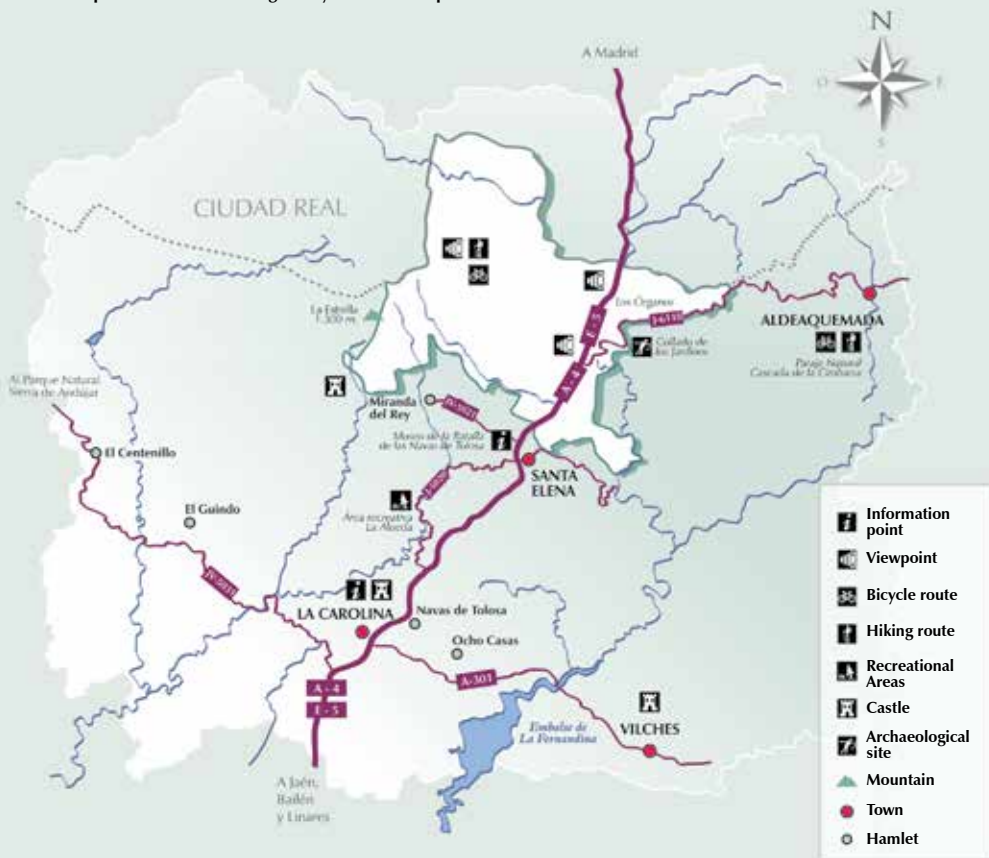 N
O
E
S
A Madrid
CIUDAD REAL
La Estrella
1.300 m.
Los Órganos
E - 5
A - 4
J-6110
Collado de
los Jardines
ALDEAQUEMADA
Paraje Natural
Cascada de la Cimbarra
Al Parque Natural
Sierra de Andújar
Miranda
del Rey
JV-5021
Museo de la Batalla
de las Navas de Tolosa
El Centenillo
SANTA
ELENA
El Guindo
Área recreativa
La Aliseda
LA CAROLINA
Navas de Tolosa
Ocho Casas
A - 4
E - 5
A-301
Embalse de
La Fernandina
VILCHES
A Jaén,
Bailén
y Linares
Information
point
Viewpoint
Bicycle route
Hiking route
Recreational
Areas
Castle
Archaeological
site
Mountain
Town
Hamlet